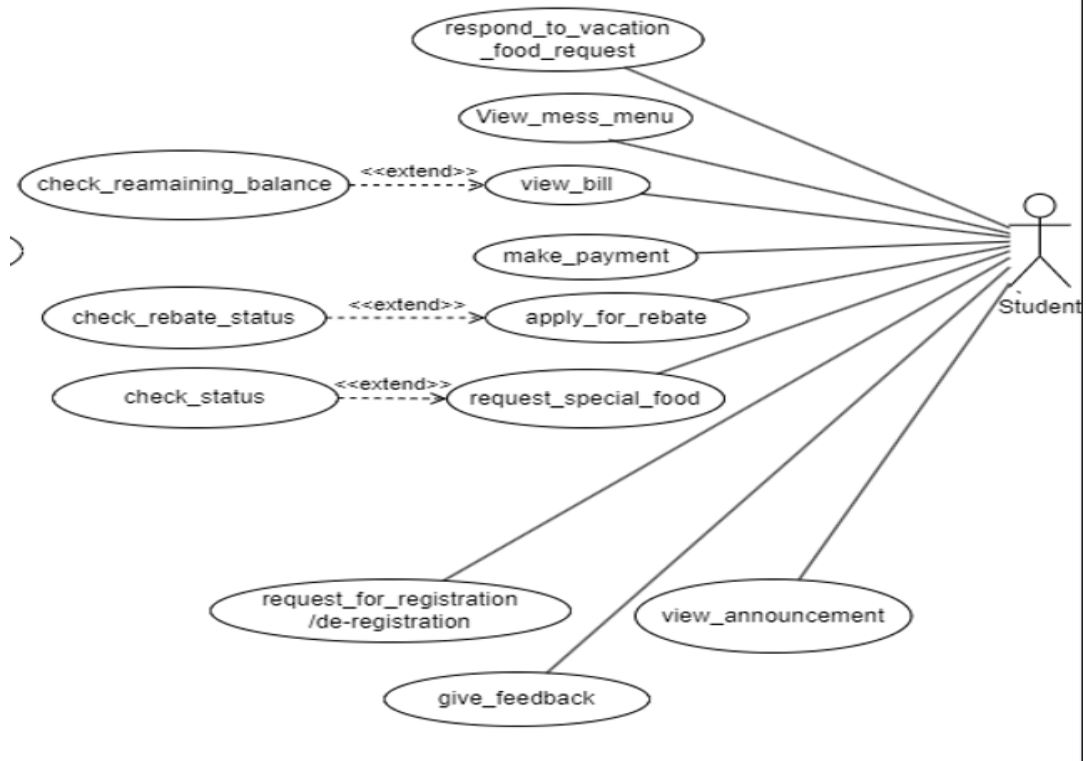 respond_to_vacation
_food_request
View_mess_menu
<<extend>>
check_reamaining_balance
view_bill
make_payment
<<extend>>
check_rebate_status
apply_for_rebate
<<extend>>
check_status
request_special_food
Student
request_for_registration
/de-registration
view_announcement
give_feedback